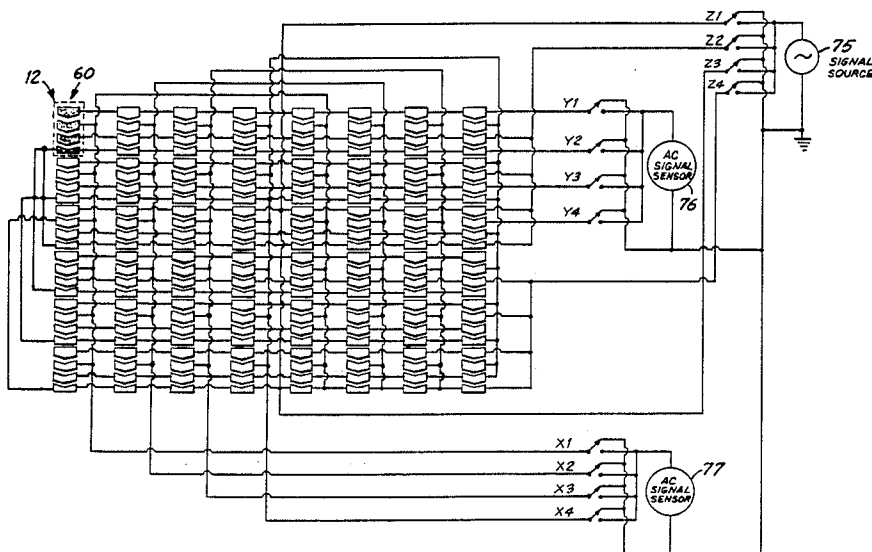 Z1
Z2
Z3
Z4
75
SIGNAL
SOURCE
12
60
Y1
Y2
Y3
Y4
AC
SIGNAL
SENSOR
76
X1
X2
X3
X4
AC
SIGNAL
SENSOR
77